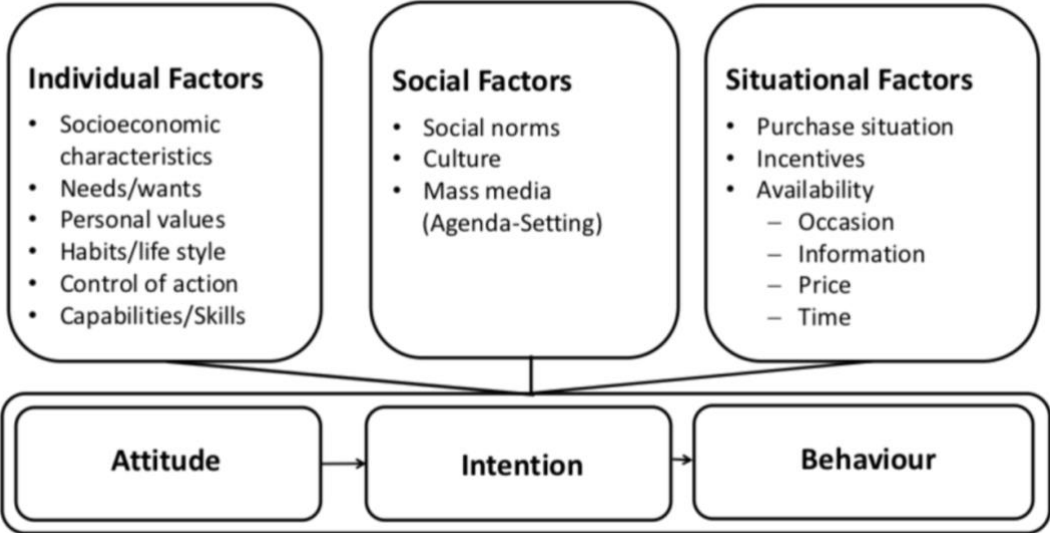 Individual Factors
• Socioeconomic
characteristics
• Needs/wants
• Personal values
• Habits/life style
• Control of action
• Capabilities/Skills
Social Factors
• Social norms
• Culture
• Mass media
(Agenda-Setting)
Situational Factors
• Purchase situation
• Incentives
• Availability
– Occasion
– Information
– Price
– Time
Attitude
Intention
Behaviour